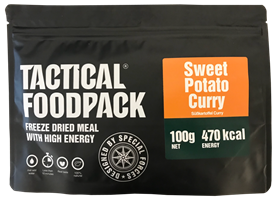 TACTICAL®
FOODPACK
FREEZE DRIED MEAL
WITH HIGH ENERGY
DESIGNED BY SPECIAL FORCES
Sweet
Potato
Curry
Süßkartoffel Curry
100g 470 kcal
NET ENERGY